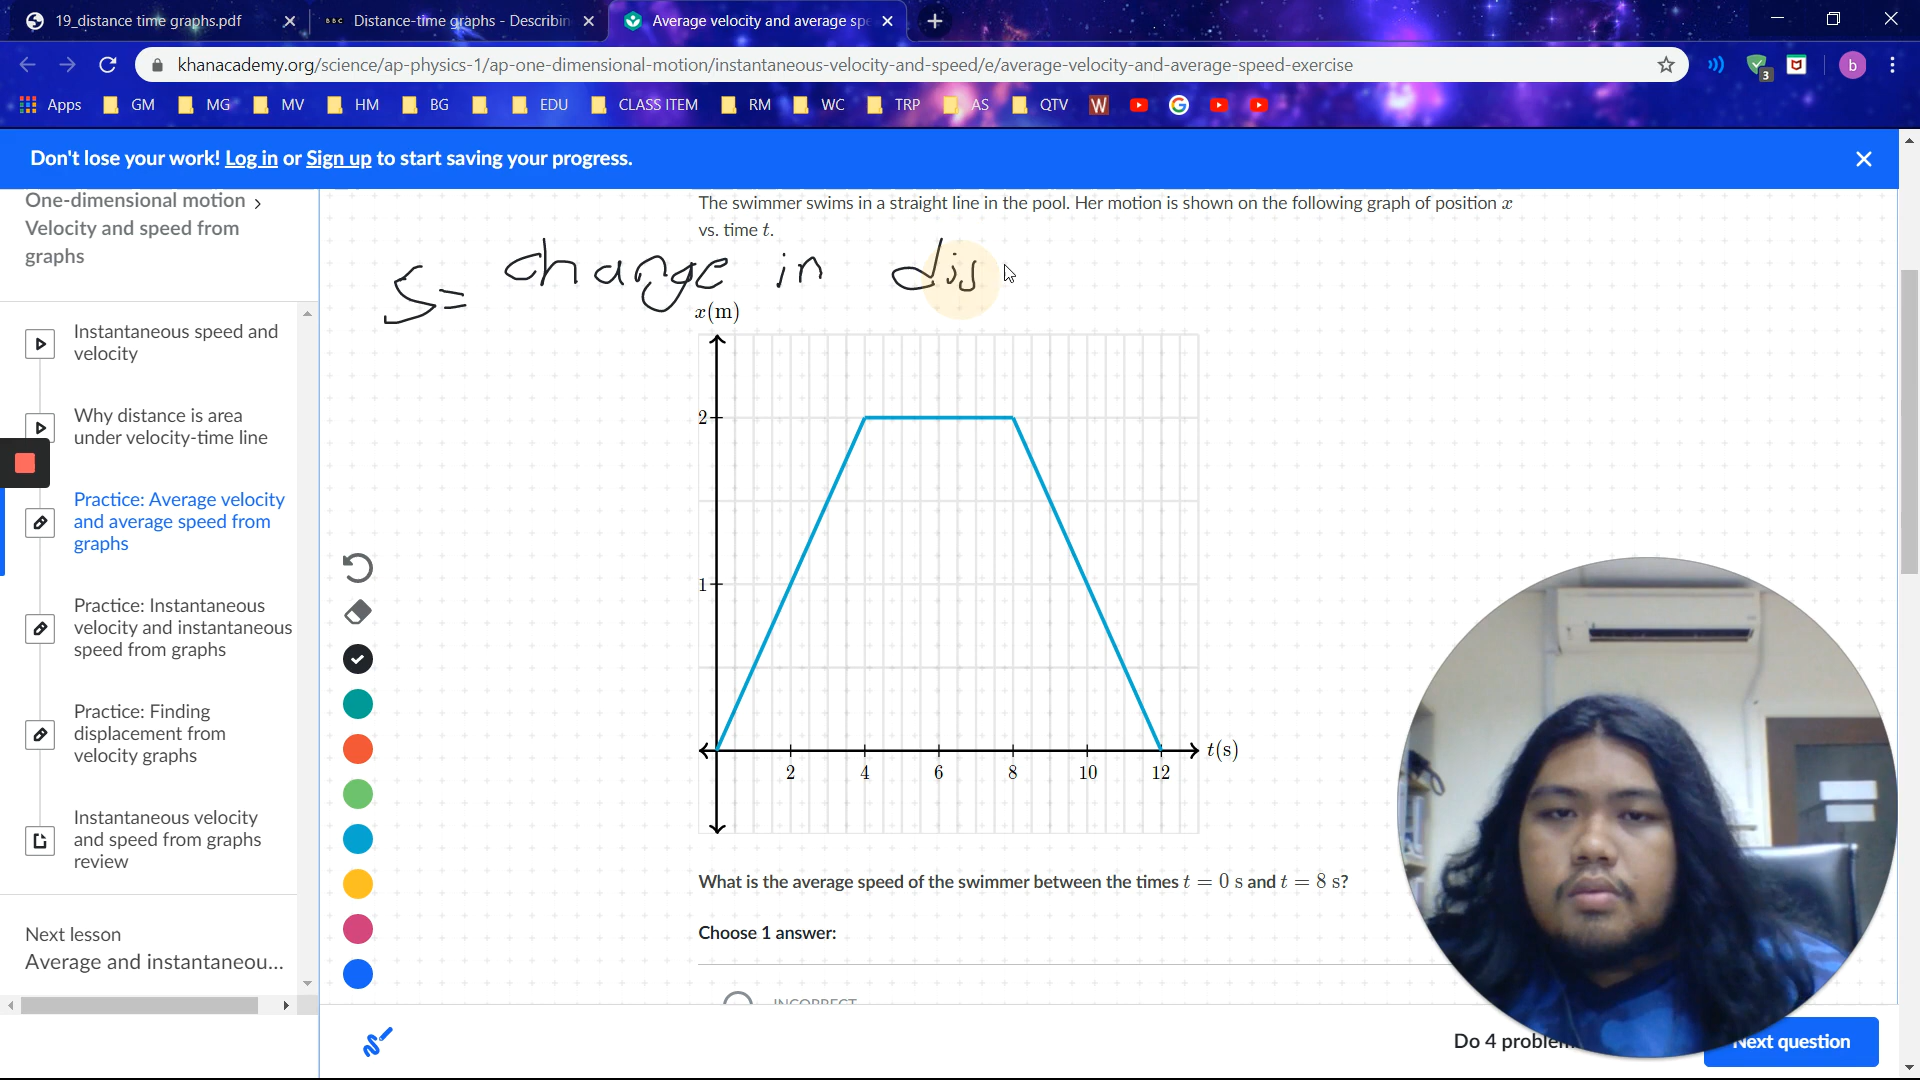 19_distance time graphs.pdf
BBC Distance-time graphs - Describin
Average velocity and average spe
khanacademy.org/science/ap-physics-1/ap-one-dimensional-motion/instantaneous-velocity-and-speed/e/average-velocity-and-average-speed-exercise
3
b
Apps GM MG MV HM BG EDU CLASS ITEM RM WC TRP AS QTV W
Don't lose your work! Log in or Sign up to start saving your progress.
One-dimensional motion
Velocity and speed from
graphs
Instantaneous speed and
velocity
Why distance is area
under velocity-time line
Practice: Average velocity
and average speed from
graphs
Practice: Instantaneous
velocity and instantaneous
speed from graphs
Practice: Finding
displacement from
velocity graphs
Instantaneous velocity
and speed from graphs
review
Next lesson
Average and instantaneou...
The swimmer swims in a straight line in the pool. Her motion is shown on the following graph of position x
vs. time t.
S= change in dis
x(m)
2
1
t(s)
2 4 6 8 10 12
What is the average speed of the swimmer between the times t = 0 s and t = 8 s?
Choose 1 answer:
INCORRECT
Do 4 problem
Next question